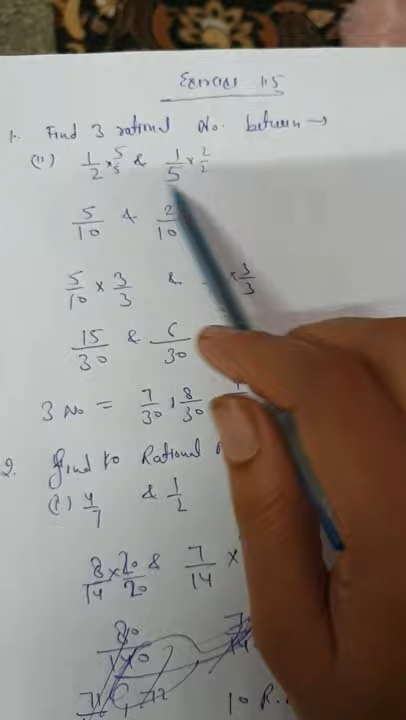 Exercise 1.5
1. Find 3 rational No. between →
(ii) 1/2 × 5/5 & 1/5 × 2/2
5/10 & 2/10
5/10 × 3/3 & × 3/3
15/30 & 6/30
3 No = 7/30, 8/30
2. find 10 Rational
(i) 4/7 & 1/2
8/14 × 20/20 & 7/14 ×
80/140
10 R.